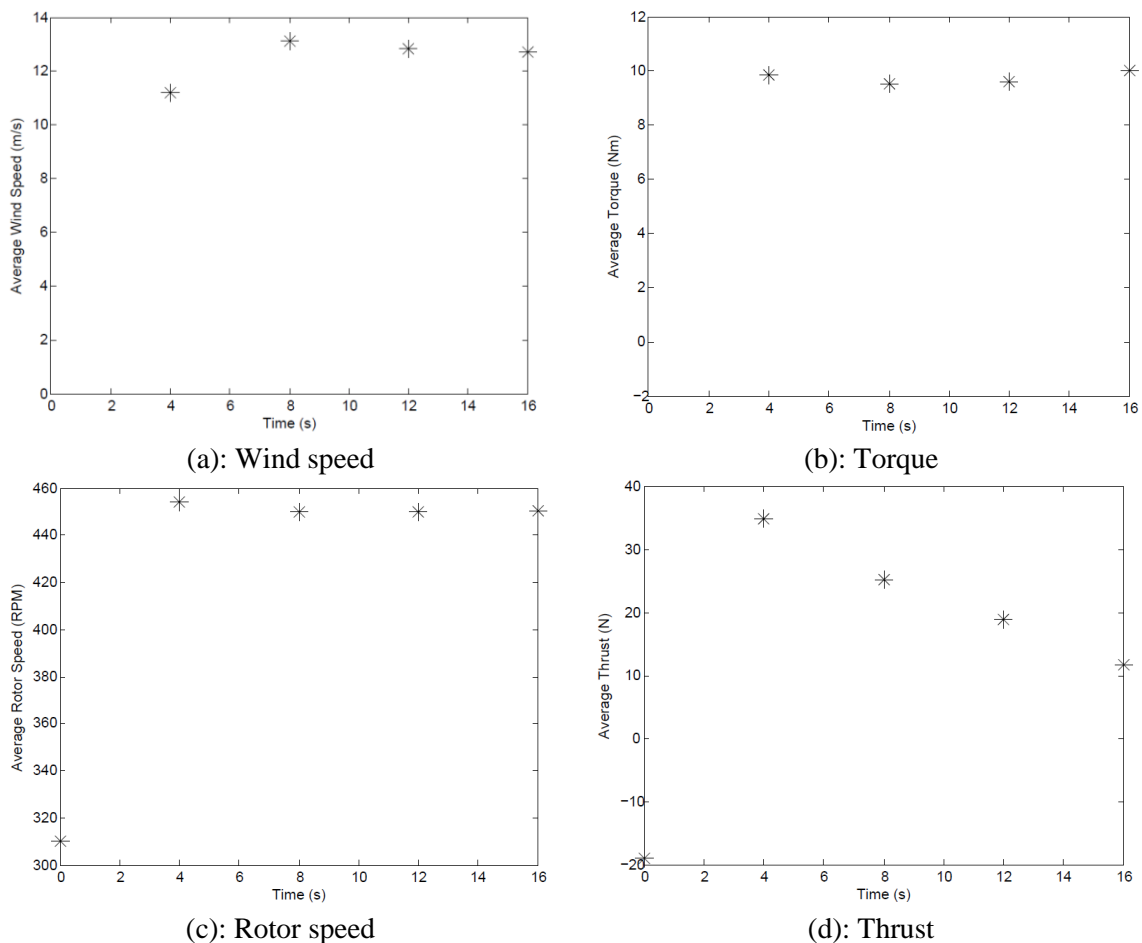 14
12
10
8
6
4
2
0
Average Wind Speed (m/s)
0 2 4 6 8 10 12 14 16
Time (s)
(a): Wind speed
12
10
8
6
4
2
0
−2
Average Torque (Nm)
0 2 4 6 8 10 12 14 16
Time (s)
(b): Torque
460
440
420
400
380
360
340
320
300
Average Rotor Speed (RPM)
0 2 4 6 8 10 12 14 16
Time (s)
(c): Rotor speed
40
30
20
10
0
−10
−20
Average Thrust (N)
0 2 4 6 8 10 12 14 16
Time (s)
(d): Thrust